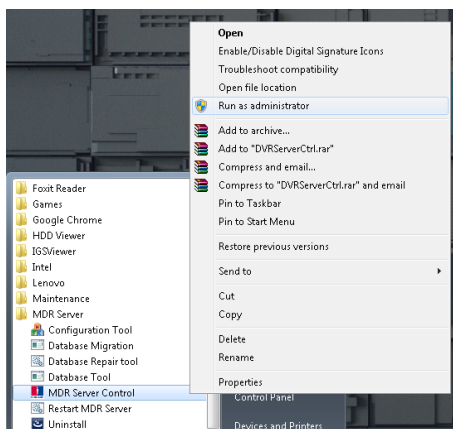 Open
Enable/Disable Digital Signature Icons
Troubleshoot compatibility
Open file location
Run as administrator
Add to archive...
Add to "DVRServerCtrl.rar"
Compress and email...
Compress to "DVRServerCtrl.rar" and email
Pin to Taskbar
Pin to Start Menu
Restore previous versions
Send to
Cut
Copy
Delete
Rename
Properties
Foxit Reader
Games
Google Chrome
HDD Viewer
IGSViewer
Intel
Lenovo
Maintenance
MDR Server
Configuration Tool
Database Migration
Database Repair tool
Database Tool
MDR Server Control
Restart MDR Server
Uninstall
Control Panel
Devices and Printers